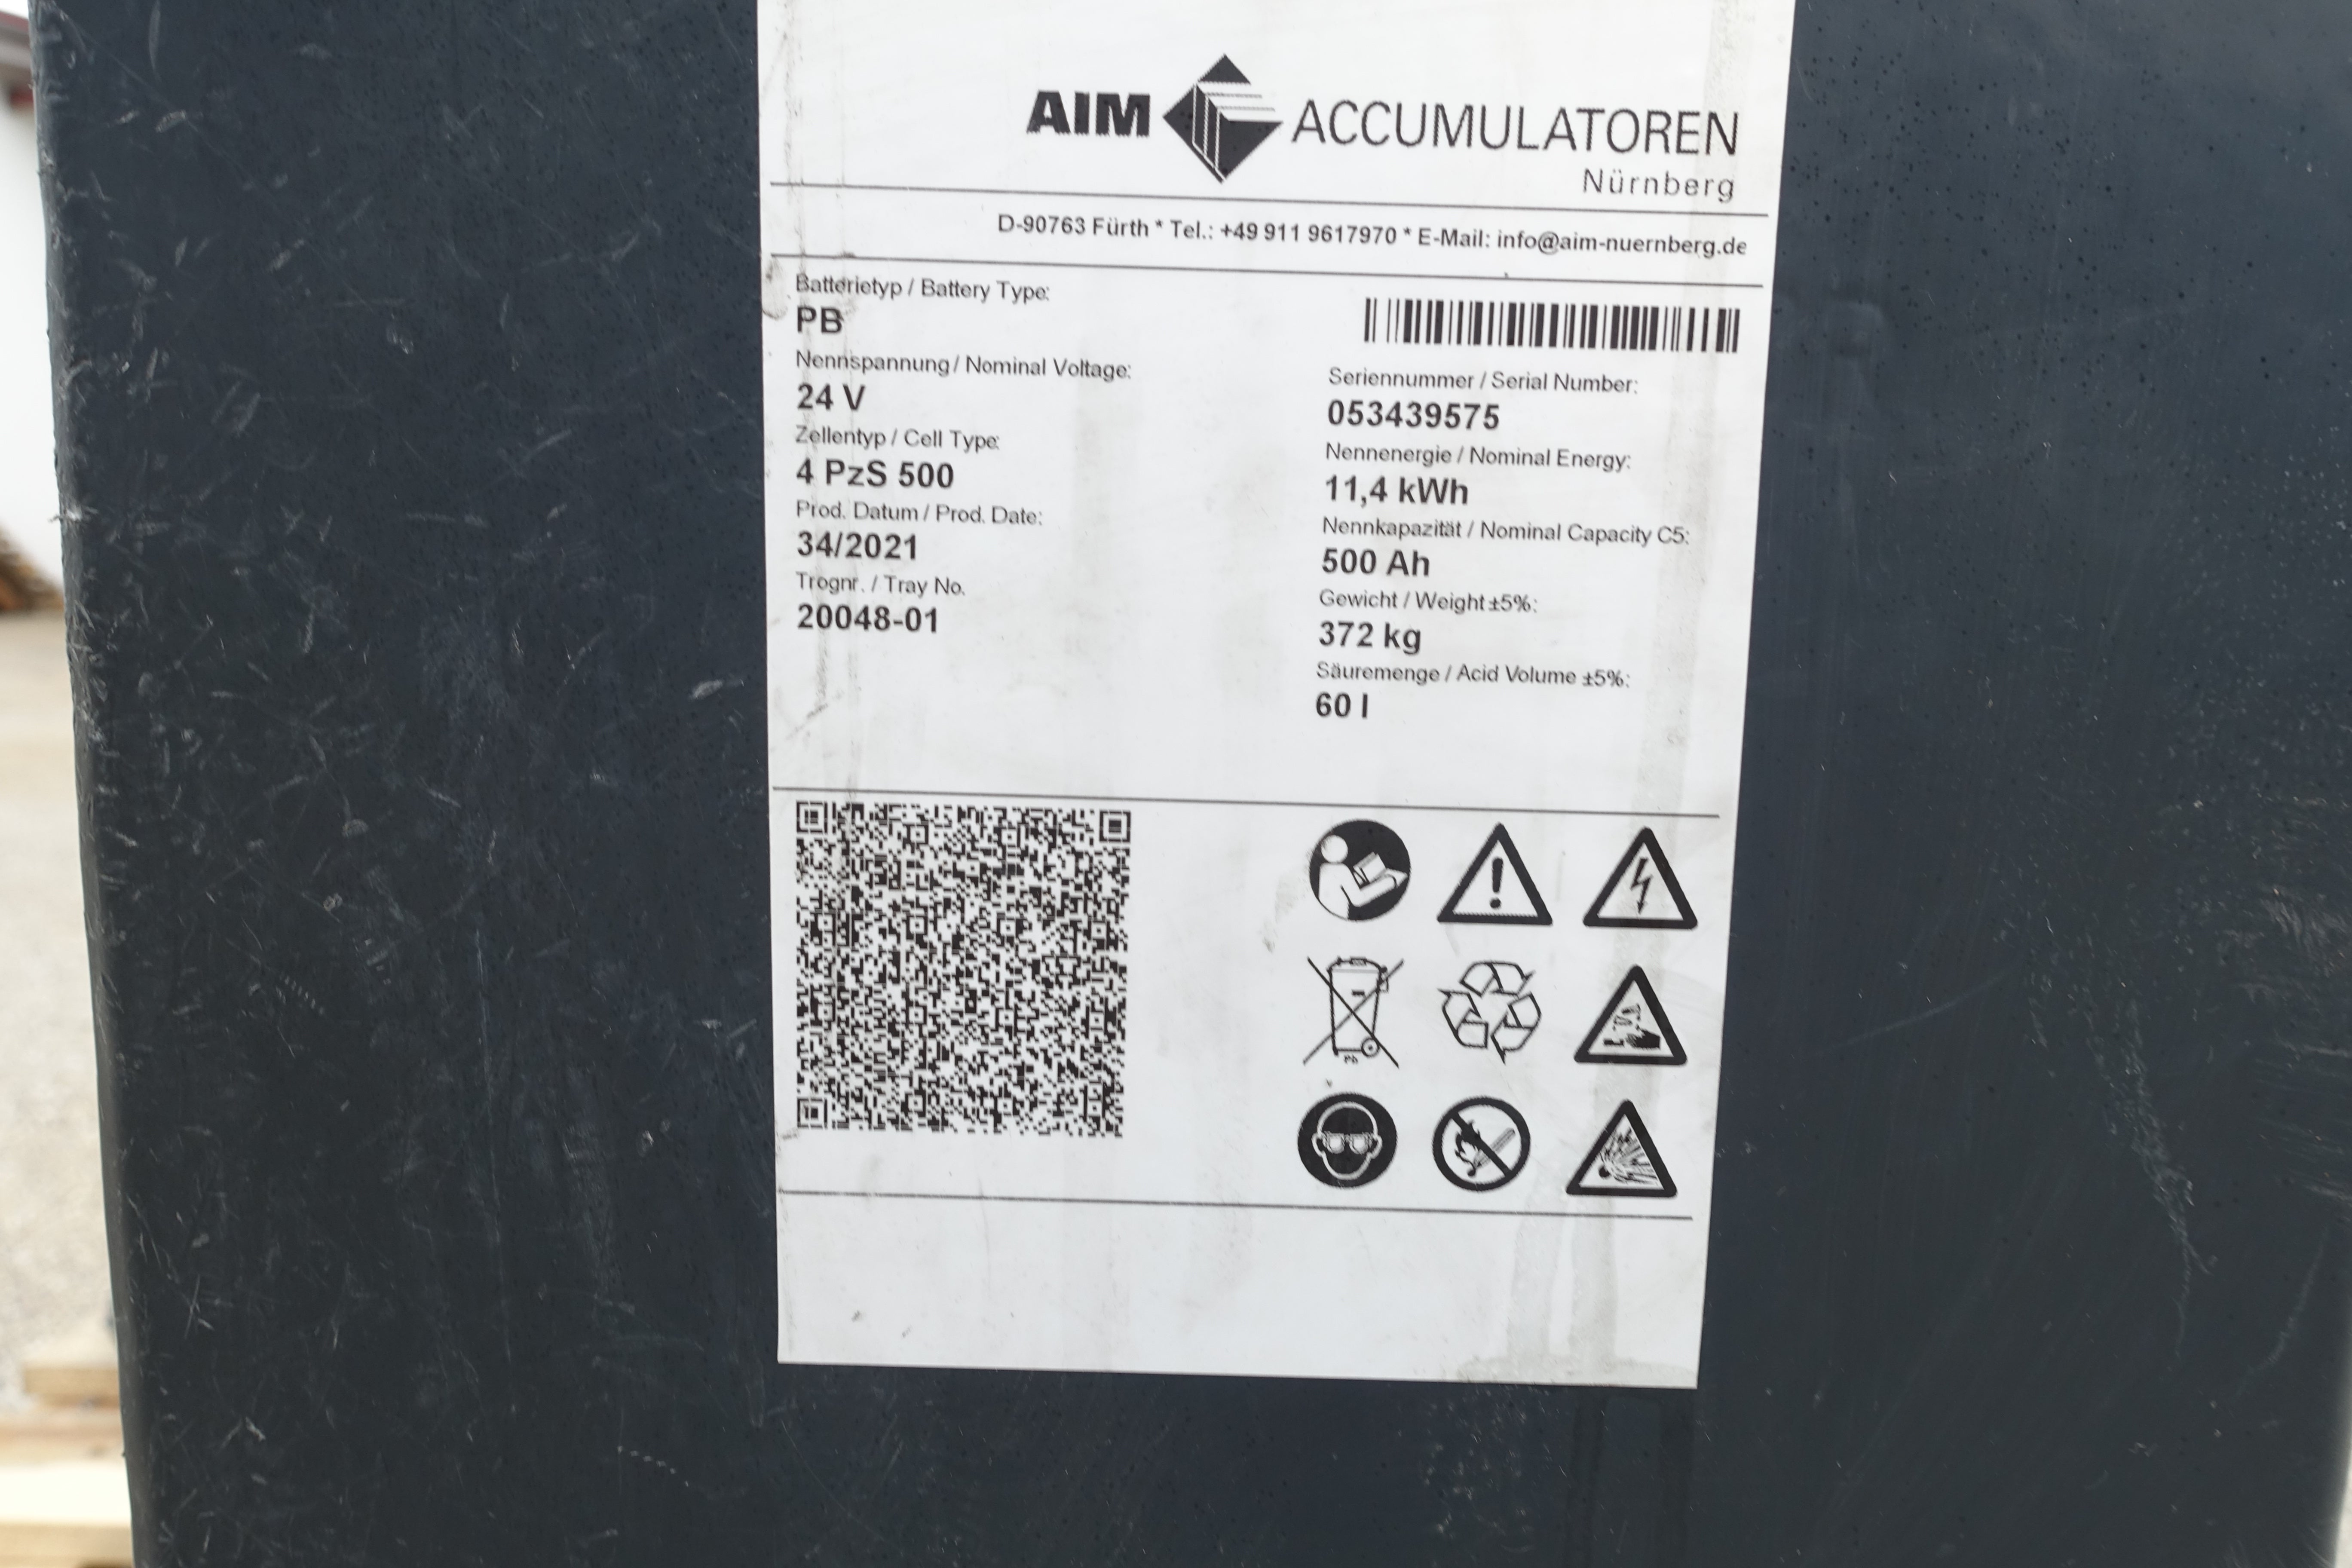 AIM ACCUMULATOREN
Nürnberg
D-90763 Fürth * Tel.: +49 911 9617970 * E-Mail: info@aim-nuernberg.de
Batterietyp / Battery Type:
PB
Nennspannung / Nominal Voltage:
24 V
Zellentyp / Cell Type:
4 PzS 500
Prod. Datum / Prod. Date:
34/2021
Trognr. / Tray No.
20048-01
Seriennummer / Serial Number:
053439575
Nennenergie / Nominal Energy:
11,4 kWh
Nennkapazität / Nominal Capacity C5:
500 Ah
Gewicht / Weight ±5%:
372 kg
Säuremenge / Acid Volume ±5%:
60 l
Pb